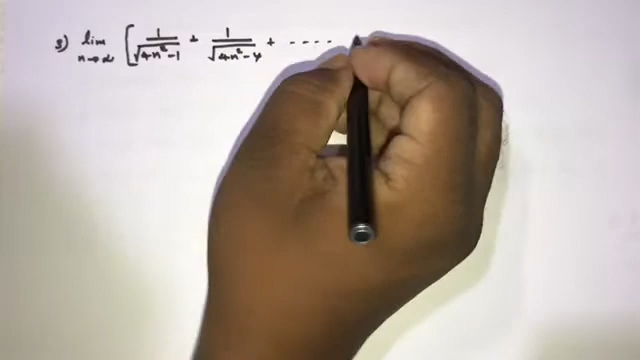 3) lim n→∞ [ 1/√(4n²-1) + 1/√(4n²-4) + .....